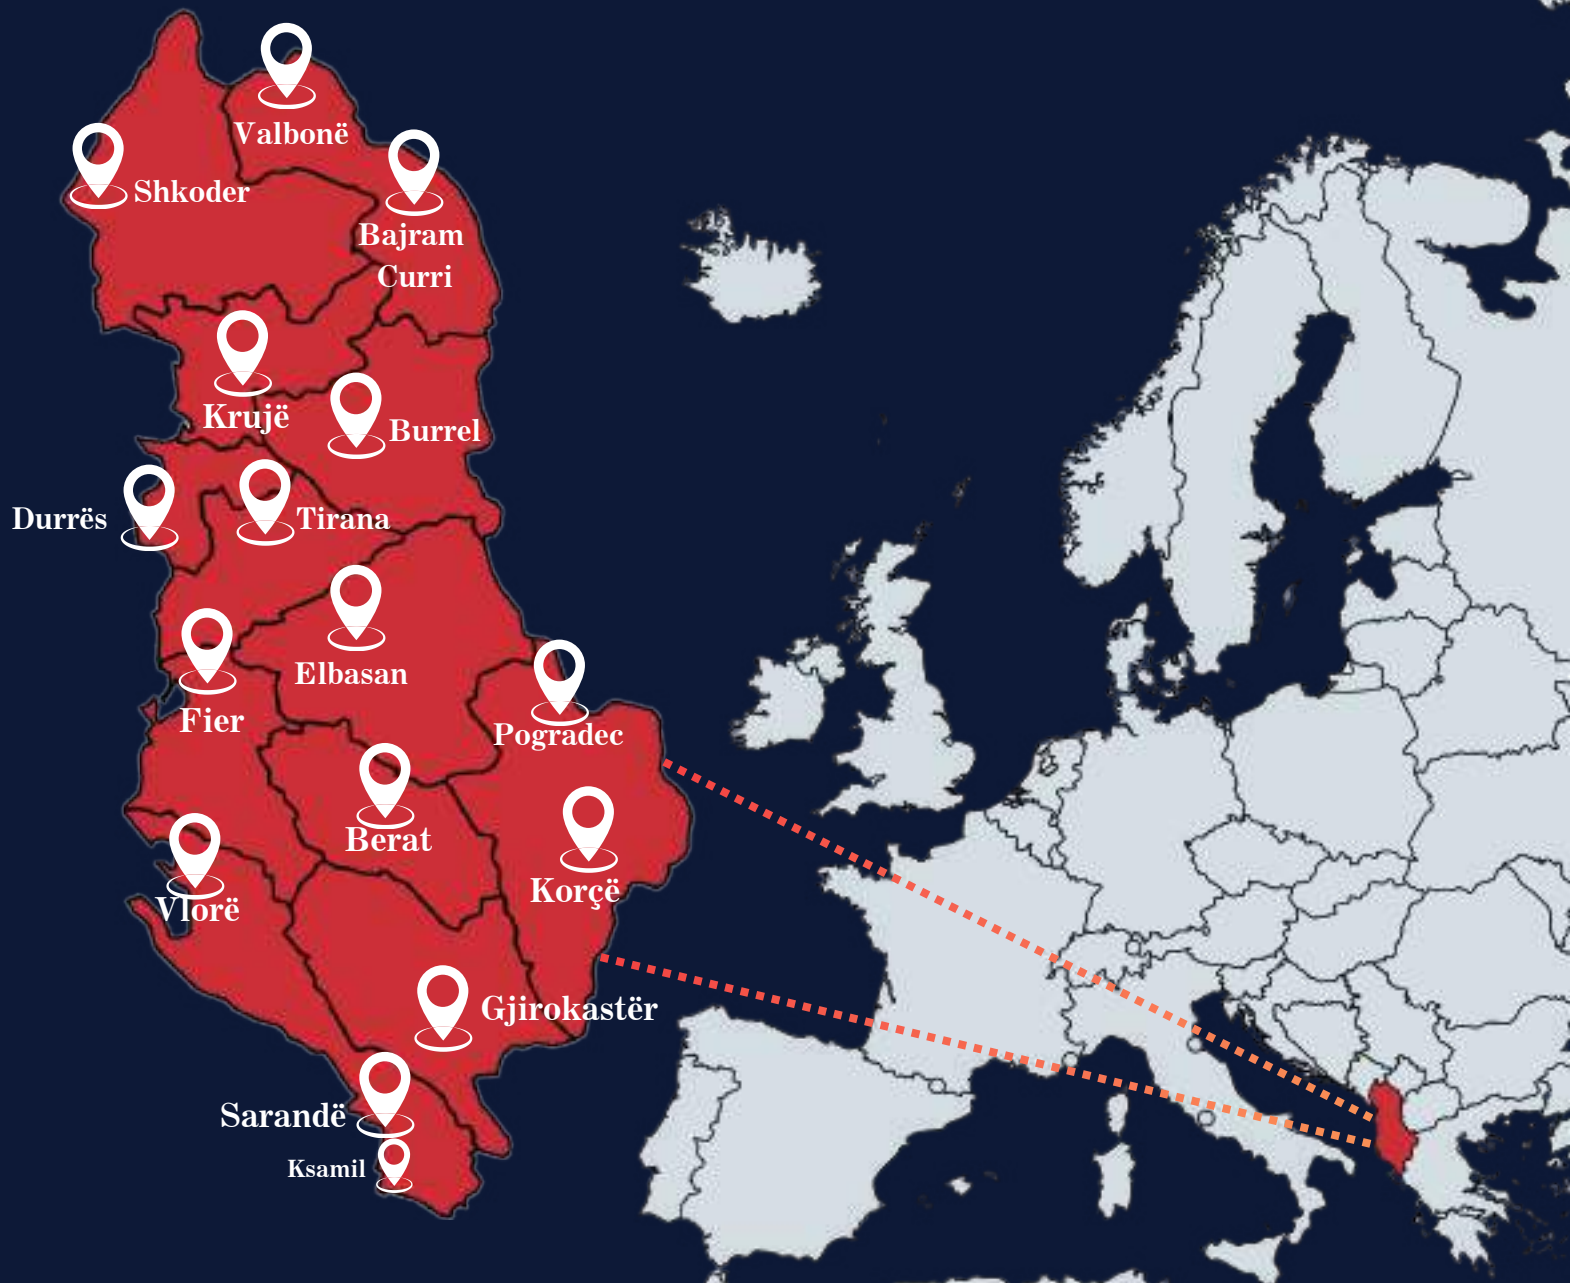 Valbonë
Shkoder
Bajram
Curri
Krujë
Burrel
Durrës
Tirana
Elbasan
Fier
Pogradec
Berat
Korçë
Vlorë
Gjirokastër
Sarandë
Ksamil